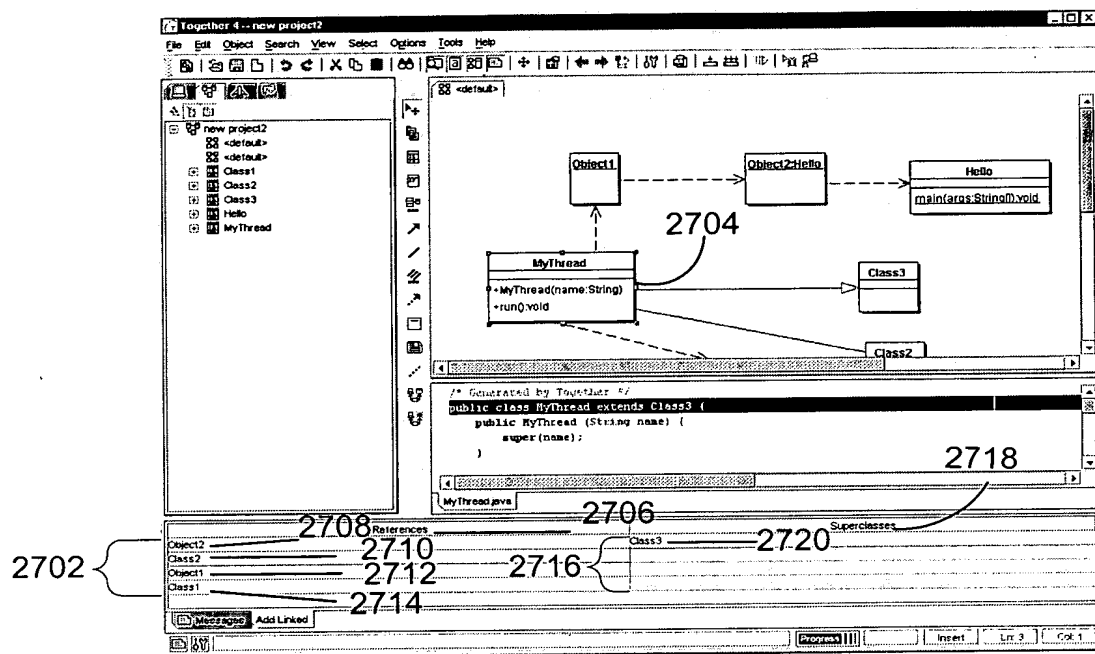 Together 4 -- new project2
File Edit Object Search View Select Options Tools Help
<default>
new project2
<default>
<default>
Class1
Class2
Class3
Hello
MyThread
Object1
Object2:Hello
Hello
main(args:String[]):void
2704
MyThread
+MyThread(name:String)
+run():void
Class3
Class2
/* Generated by Together */
public class MyThread extends Class3 {
public MyThread (String name) {
super(name);
}
MyThread.java
2718
2708 References 2706 Superclasses
2702 Object2 2710 2716 Class3 2720
Class2
Object1 2712
Class1
2714
Messages Add Linked
Progress Insert Ln: 3 Col: 1